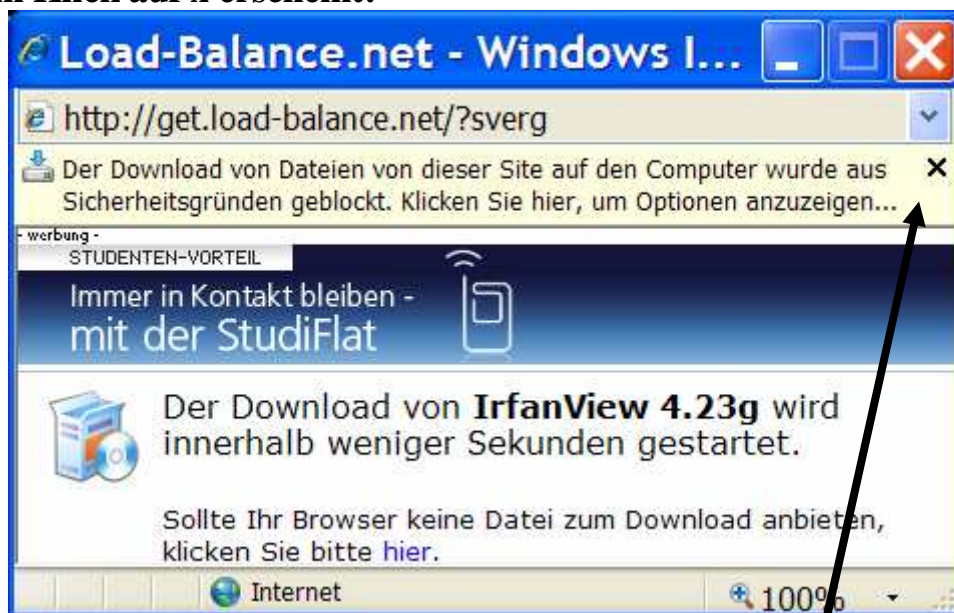 Load-Balance.net - Windows I...
http://get.load-balance.net/?sverg
Der Download von Dateien von dieser Site auf den Computer wurde aus
Sicherheitsgründen geblockt. Klicken Sie hier, um Optionen anzuzeigen...
- werbung -
STUDENTEN-VORTEIL
Immer in Kontakt bleiben -
mit der StudiFlat
Der Download von IrfanView 4.23g wird
innerhalb weniger Sekunden gestartet.
Sollte Ihr Browser keine Datei zum Download anbieten,
klicken Sie bitte hier.
Internet
100%